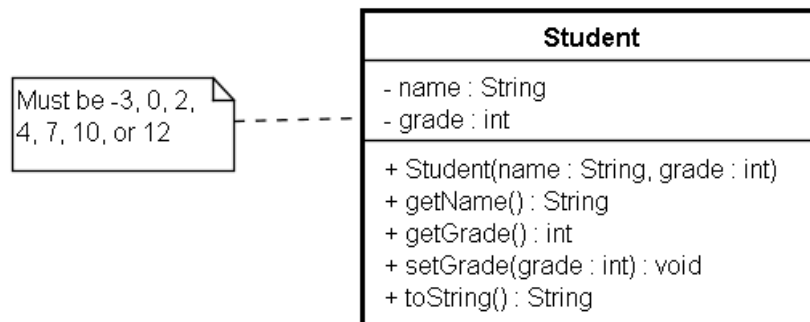 Must be -3, 0, 2,
4, 7, 10, or 12
Student
- name : String
- grade : int
+ Student(name : String, grade : int)
+ getName() : String
+ getGrade() : int
+ setGrade(grade : int) : void
+ toString() : String